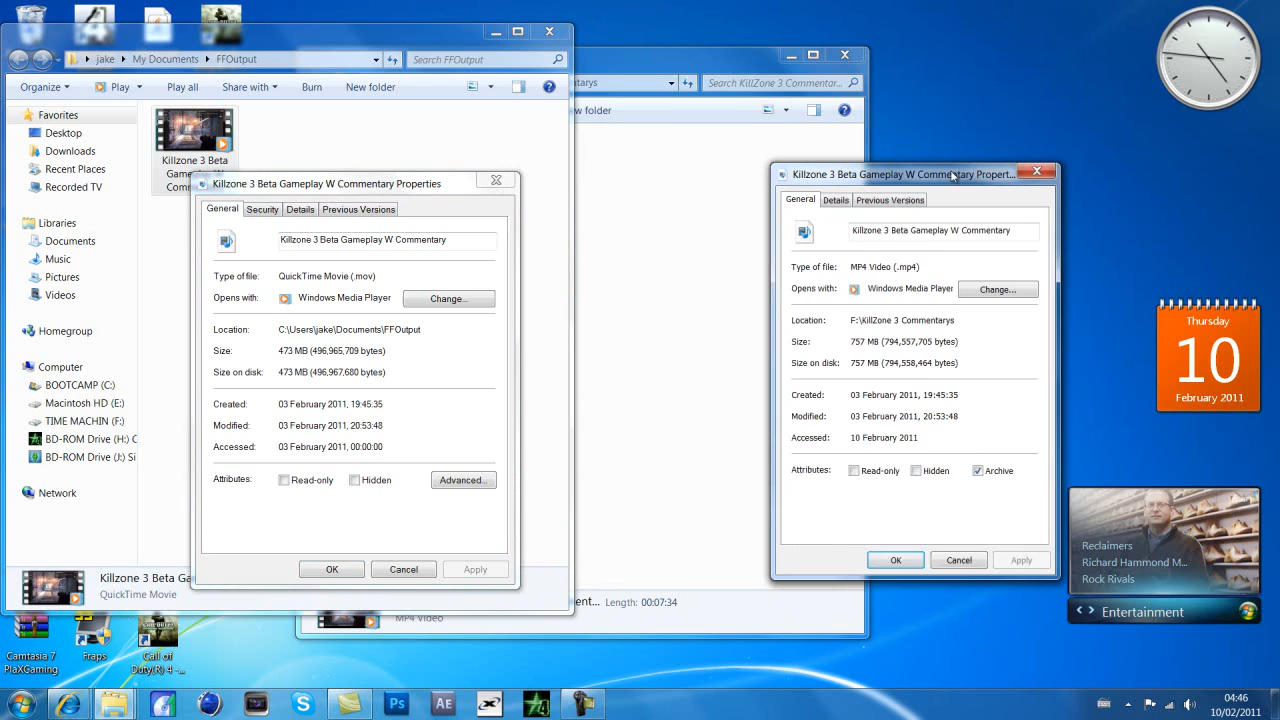 jake
My Documents
FFOutput
Search FFOutput
Organize
Play
Play all
Share with
Burn
New folder
Favorites
Desktop
Downloads
Recent Places
Recorded TV
Libraries
Documents
Music
Pictures
Videos
Homegroup
Computer
BOOTCAMP (C:)
Macintosh HD (E:)
TIME MACHIN (F:)
BD-ROM Drive (H:) C
BD-ROM Drive (J:) Si
Network
Killzone 3 Beta
Killzone 3 Beta Ga
QuickTime Movie
Killzone 3 Beta Gameplay W Commentary Properties
General
Security
Details
Previous Versions
Killzone 3 Beta Gameplay W Commentary
Type of file: QuickTime Movie (.mov)
Opens with: Windows Media Player
Change...
Location: C:\Users\jake\Documents\FFOutput
Size: 473 MB (496,965,709 bytes)
Size on disk: 473 MB (496,967,680 bytes)
Created: 03 February 2011, 19:45:35
Modified: 03 February 2011, 20:53:48
Accessed: 03 February 2011, 00:00:00
Attributes: Read-only Hidden
Advanced...
OK
Cancel
Apply
tarys
Search KillZone 3 Commentar...
ew folder
ent... Length: 00:07:34
MP4 Video
Killzone 3 Beta Gameplay W Commentary Propert...
General
Details
Previous Versions
Killzone 3 Beta Gameplay W Commentary
Type of file: MP4 Video (.mp4)
Opens with: Windows Media Player
Change...
Location: F:\KillZone 3 Commentarys
Size: 757 MB (794,557,705 bytes)
Size on disk: 757 MB (794,558,464 bytes)
Created: 03 February 2011, 19:45:35
Modified: 03 February 2011, 20:53:48
Accessed: 10 February 2011
Attributes: Read-only Hidden Archive
OK
Cancel
Apply
Thursday
10
February 2011
Reclaimers
Richard Hammond M...
Rock Rivals
Entertainment
Camtasia 7
PlaXGaming
Fraps
Call of
Duty(R) 4 -...
Ps
AE
04:46
10/02/2011